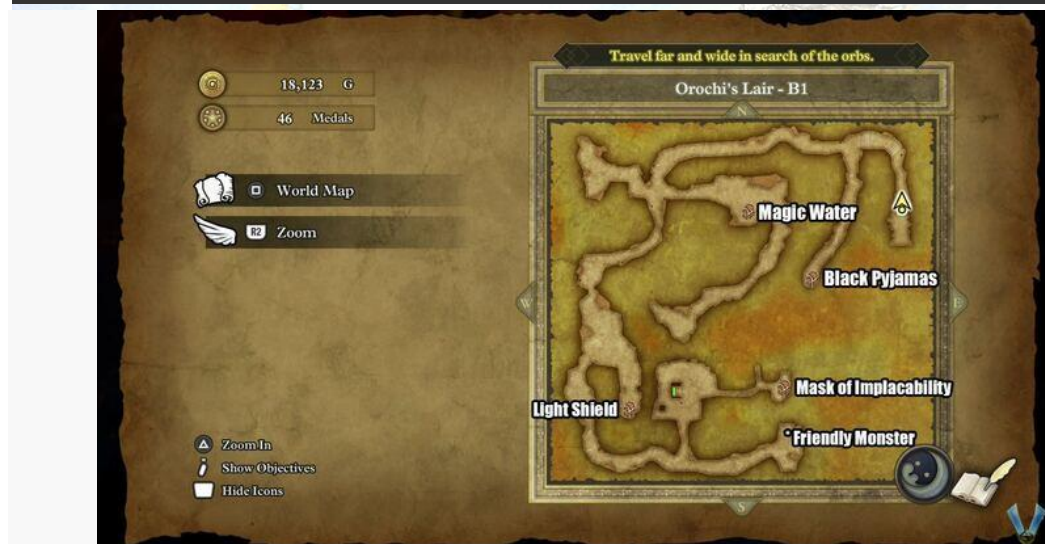 Travel far and wide in search of the orbs.
Orochi's Lair - B1
18,123 G
46 Medals
World Map
R2 Zoom
N
Magic Water
Black Pyjamas
W
E
Mask of Implacability
Light Shield
Friendly Monster
Zoom In
Show Objectives
Hide Icons
S